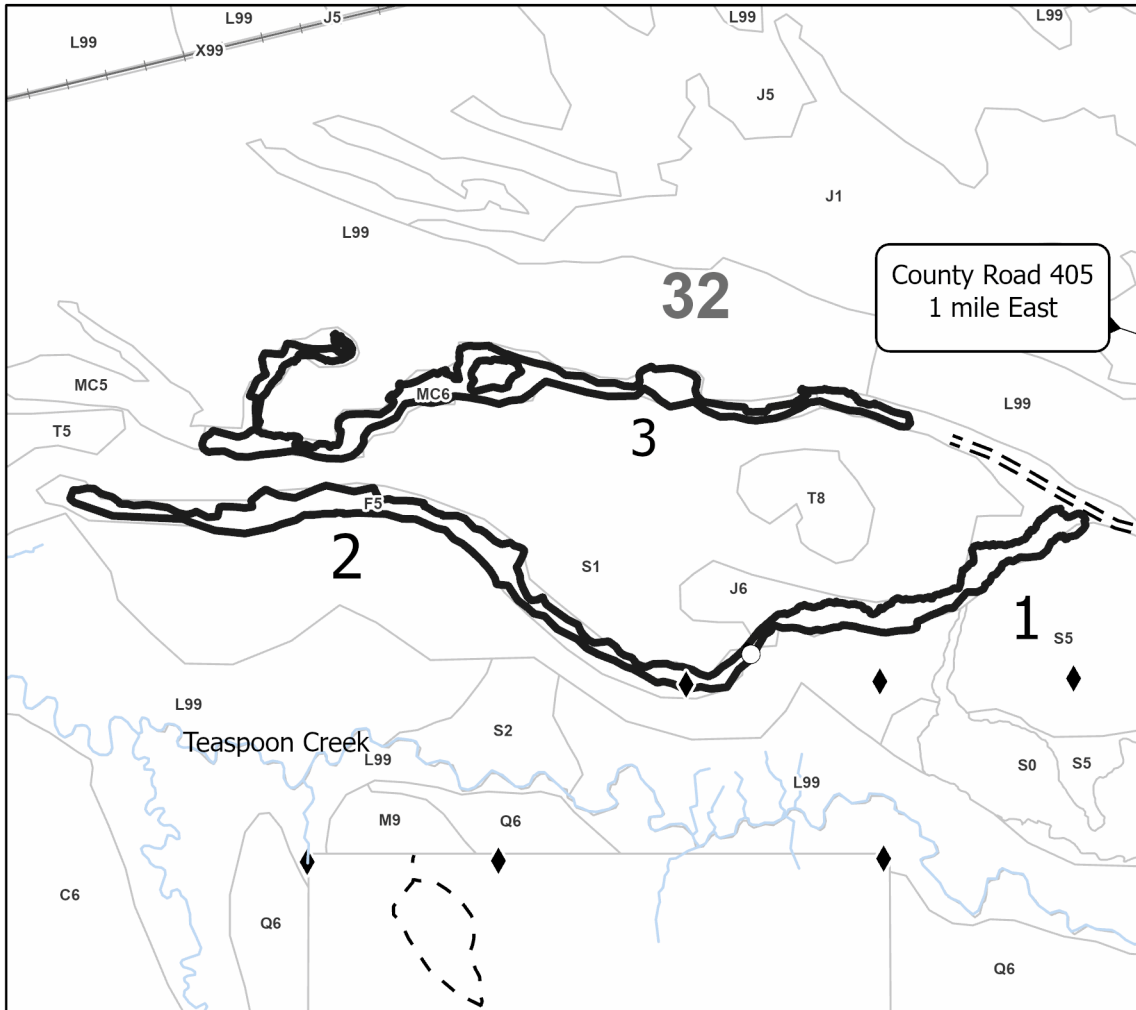 L99
J5
L99
L99
L99
X99
J5
J1
L99
32
County Road 405
1 mile East
MC5
MC6
L99
T5
3
T8
F5
2
S1
J6
1
S5
L99
Teaspoon Creek
S2
L99
S0
S5
L99
M9
Q6
C6
Q6
Q6